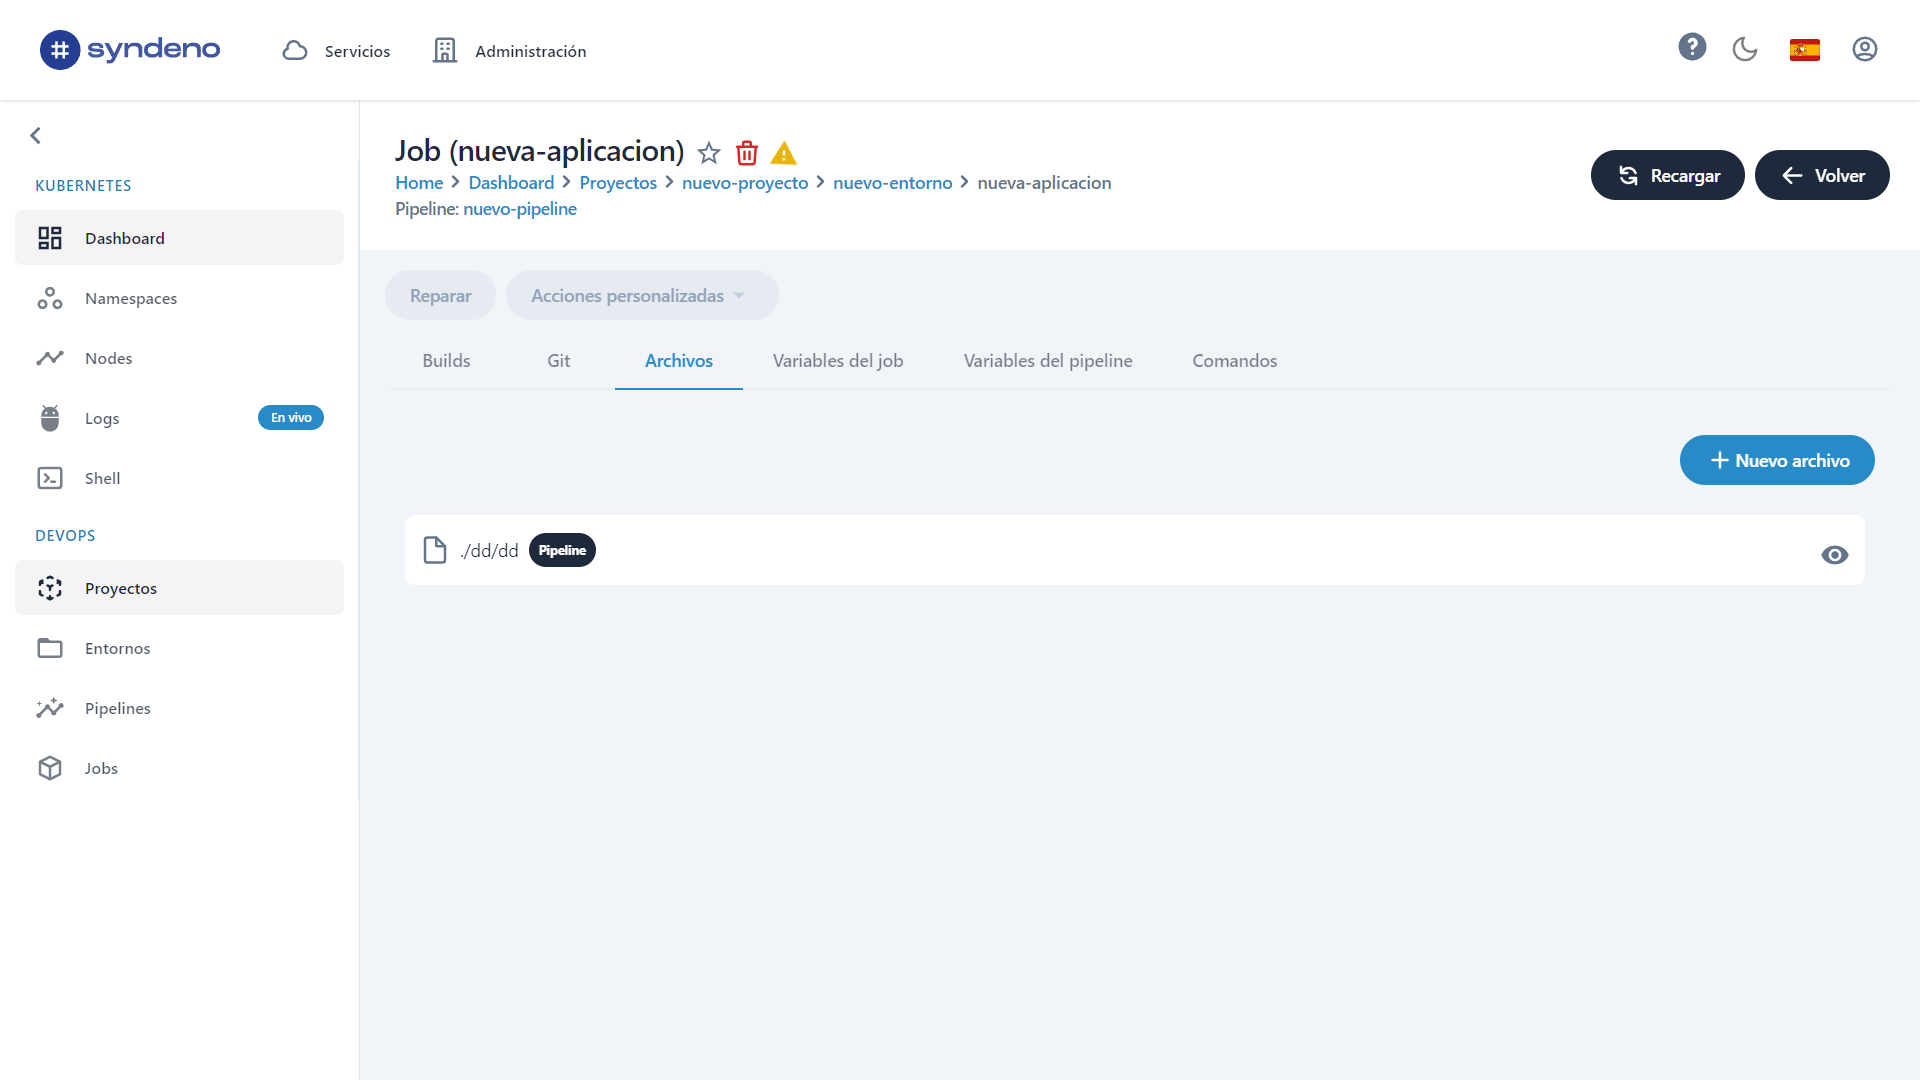 syndeno
Servicios
Administración
KUBERNETES
Dashboard
Namespaces
Nodes
Logs
En vivo
Shell
DEVOPS
Proyectos
Entornos
Pipelines
Jobs
Job (nueva-aplicacion)
Home > Dashboard > Proyectos > nuevo-proyecto > nuevo-entorno > nueva-aplicacion
Pipeline: nuevo-pipeline
Recargar
Volver
Reparar
Acciones personalizadas
Builds
Git
Archivos
Variables del job
Variables del pipeline
Comandos
Nuevo archivo
./dd/dd
Pipeline